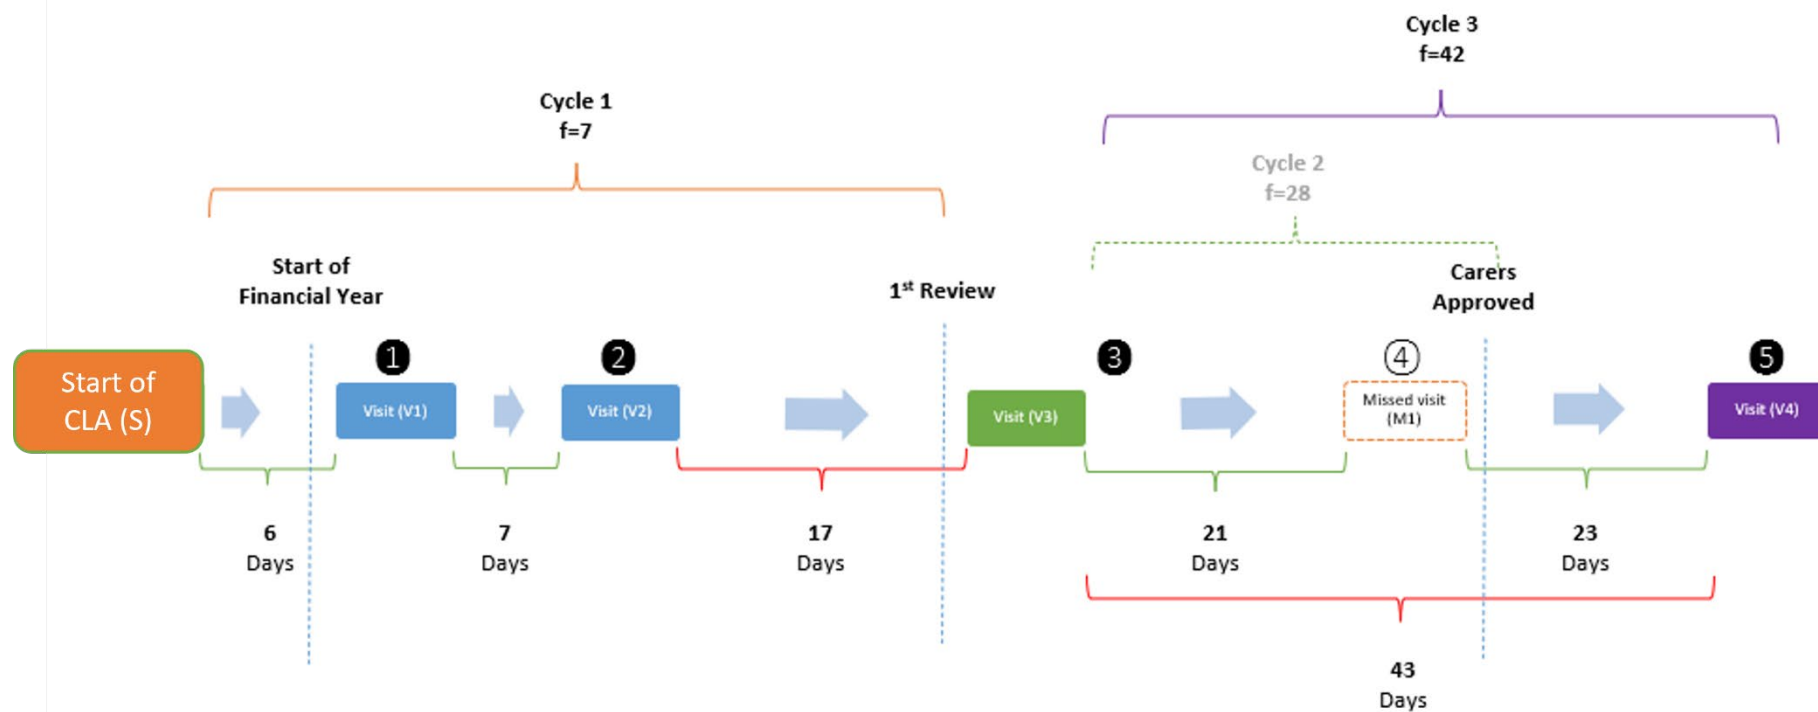 Cycle 3
f=42
Cycle 1
f=7
Cycle 2
f=28
Start of
Financial Year
1st Review
Carers
Approved
1
2
3
4
5
Start of
CLA (S)
Visit (V1)
Visit (V2)
Visit (V3)
Missed visit
(M1)
Visit (V4)
6
Days
7
Days
17
Days
21
Days
23
Days
43
Days